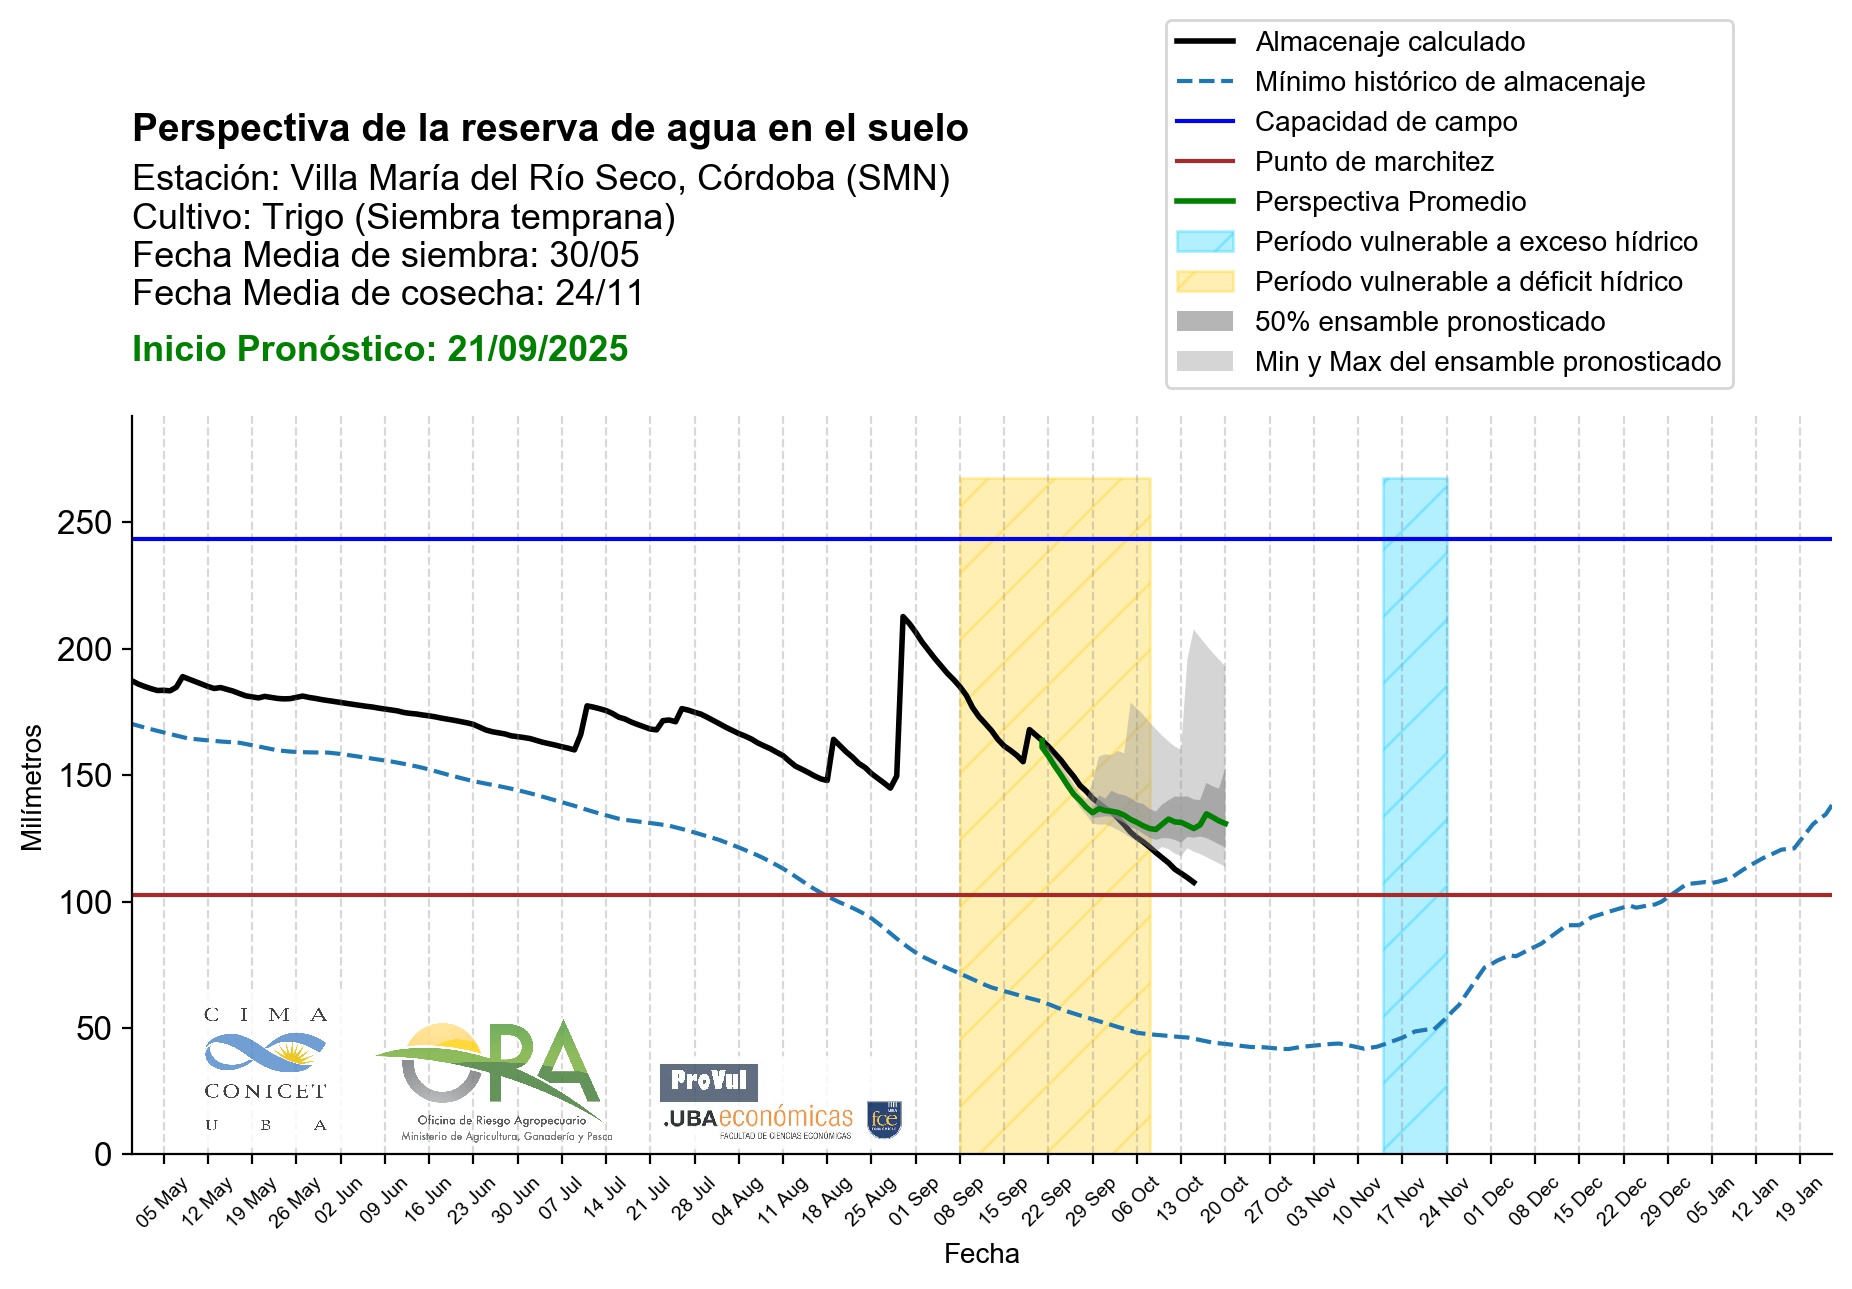 Almacenaje calculado
Mínimo histórico de almacenaje
Capacidad de campo
Punto de marchitez
Perspectiva Promedio
Período vulnerable a exceso hídrico
Período vulnerable a déficit hídrico
50% ensamble pronosticado
Min y Max del ensamble pronosticado
Perspectiva de la reserva de agua en el suelo
Estación: Villa María del Río Seco, Córdoba (SMN)
Cultivo: Trigo (Siembra temprana)
Fecha Media de siembra: 30/05
Fecha Media de cosecha: 24/11
Inicio Pronóstico: 21/09/2025
Milímetros
250
200
150
100
50
0
CIMA
CONICET
UBA
ORA
Oficina de Riesgo Agropecuario
Ministerio de Agricultura, Ganadería y Pesca
ProVul
.UBAeconómicas
FACULTAD DE CIENCIAS ECONÓMICAS
UBA
fce
ECONÓMICAS
05 May
12 May
19 May
26 May
02 Jun
09 Jun
16 Jun
23 Jun
30 Jun
07 Jul
14 Jul
21 Jul
28 Jul
04 Aug
11 Aug
18 Aug
25 Aug
01 Sep
08 Sep
15 Sep
22 Sep
29 Sep
06 Oct
13 Oct
20 Oct
27 Oct
03 Nov
10 Nov
17 Nov
24 Nov
01 Dec
08 Dec
15 Dec
22 Dec
29 Dec
05 Jan
12 Jan
19 Jan
Fecha